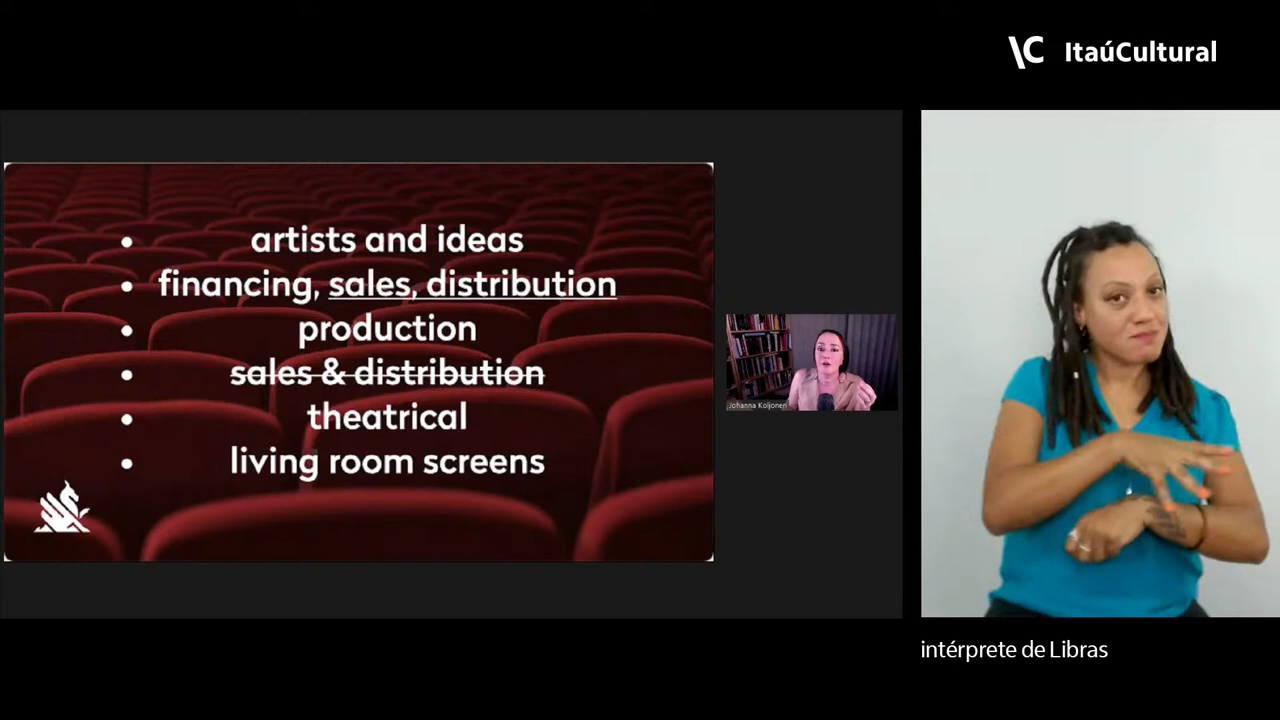 \C ItaúCultural
• artists and ideas
• financing, sales, distribution
• production
• sales & distribution
• theatrical
• living room screens
Johanna Koljonen
intérprete de Libras